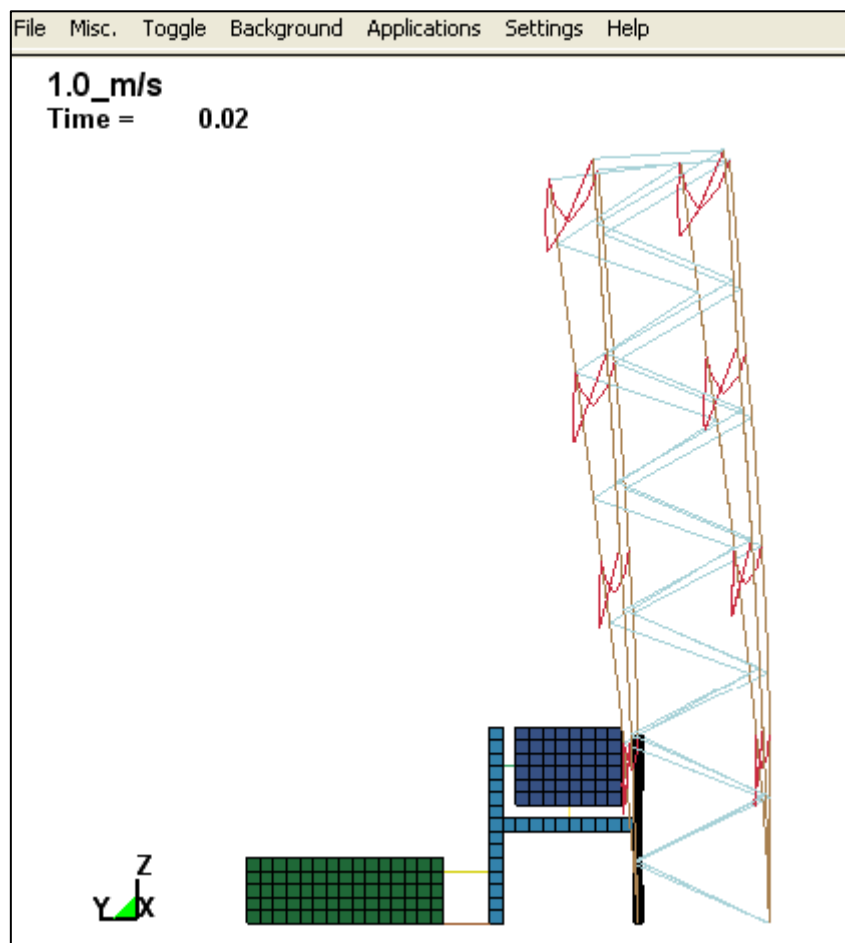 File Misc. Toggle Background Applications Settings Help
1.0_m/s
Time = 0.02
Z
Y X